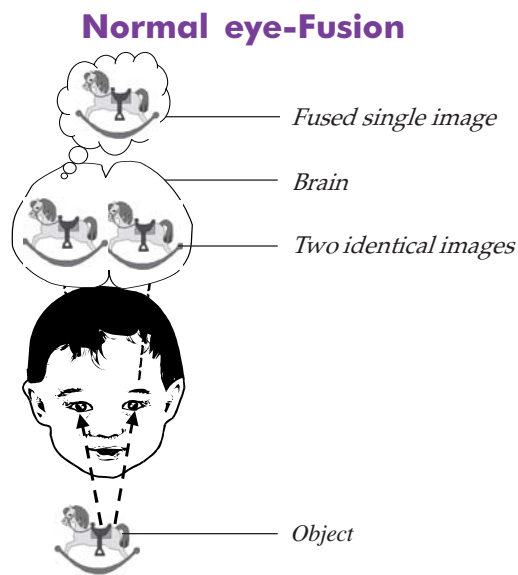 Normal eye-Fusion
Fused single image
Brain
Two identical images
Object